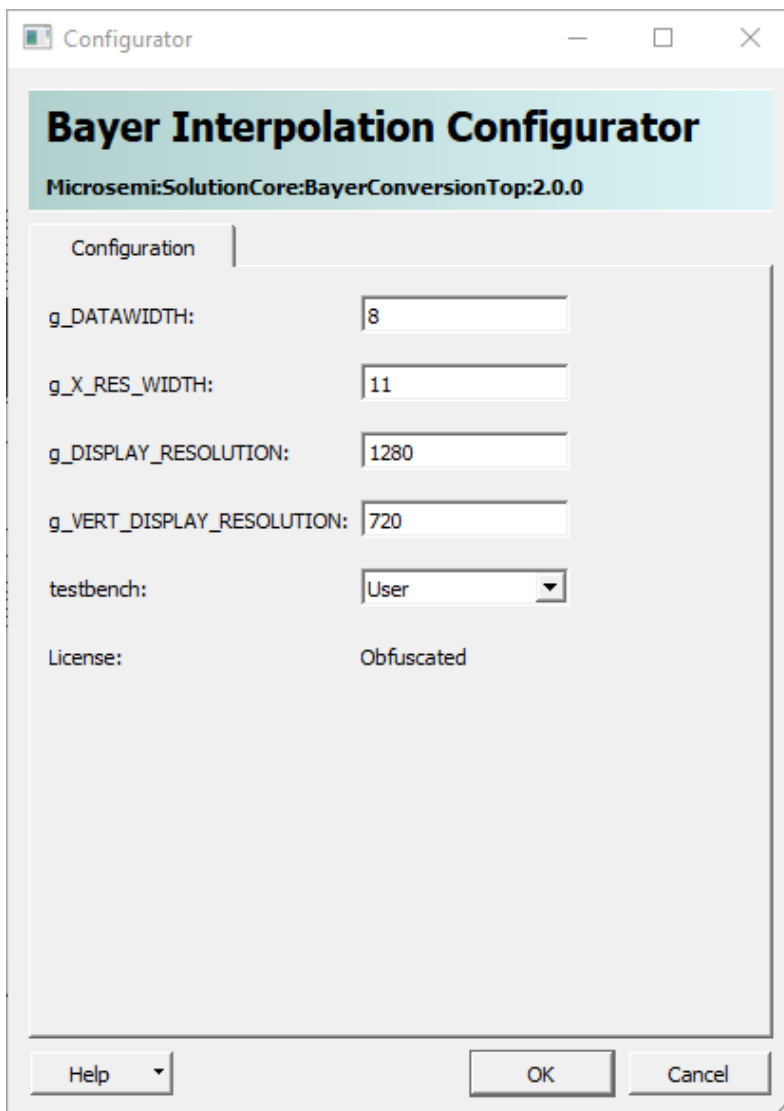 Configurator
Bayer Interpolation Configurator
Microsemi:SolutionCore:BayerConversionTop:2.0.0
Configuration
g_DATAWIDTH: 8
g_X_RES_WIDTH: 11
g_DISPLAY_RESOLUTION: 1280
g_VERT_DISPLAY_RESOLUTION: 720
testbench: User
License: Obfuscated
Help OK Cancel